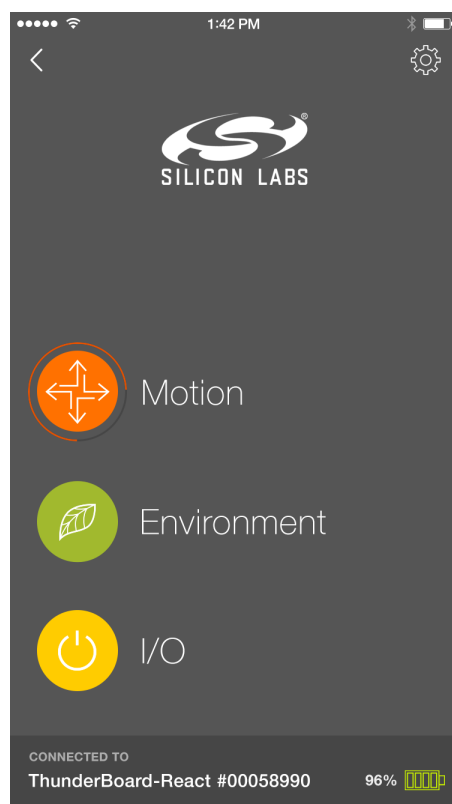 1:42 PM
®
SILICON LABS
Motion
Environment
I/O
CONNECTED TO
ThunderBoard-React #00058990 96%